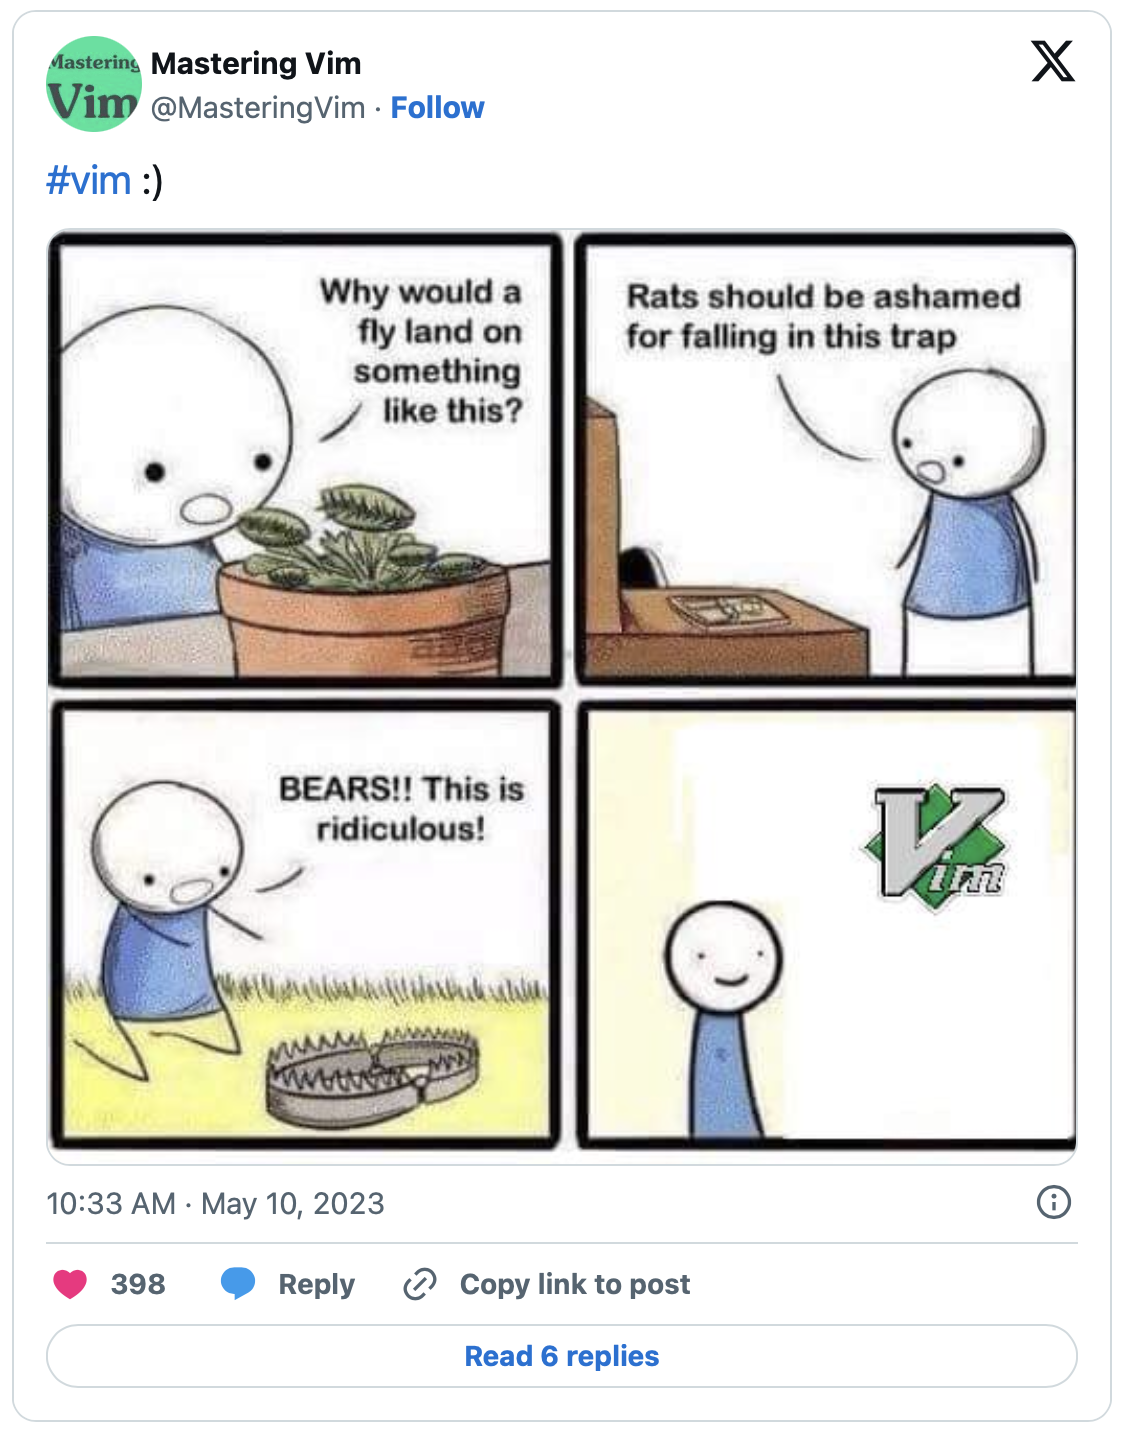 Mastering
Vim
Mastering Vim
@MasteringVim · Follow
#vim :)
Why would a
fly land on
something
like this?
Rats should be ashamed
for falling in this trap
BEARS!! This is
ridiculous!
Vim
10:33 AM · May 10, 2023
398
Reply
Copy link to post
Read 6 replies